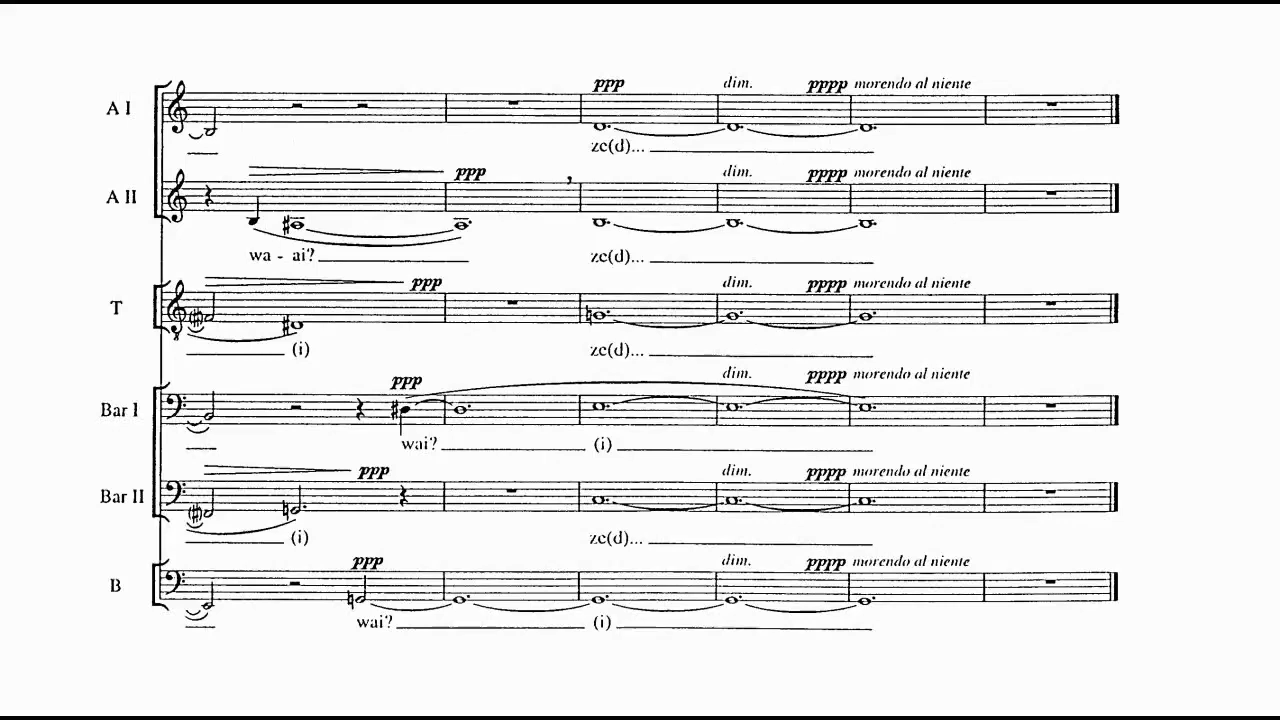 ppp dim. pppp morendo al niente
A I
ze(d)...
ppp dim. pppp morendo al niente
A II
wa - ai? ze(d)...
ppp dim. pppp morendo al niente
T
(i) ze(d)...
ppp dim. pppp morendo al niente
Bar I
wai? (i)
ppp dim. pppp morendo al niente
Bar II
(i) ze(d)...
ppp dim. pppp morendo al niente
B
wai? (i)